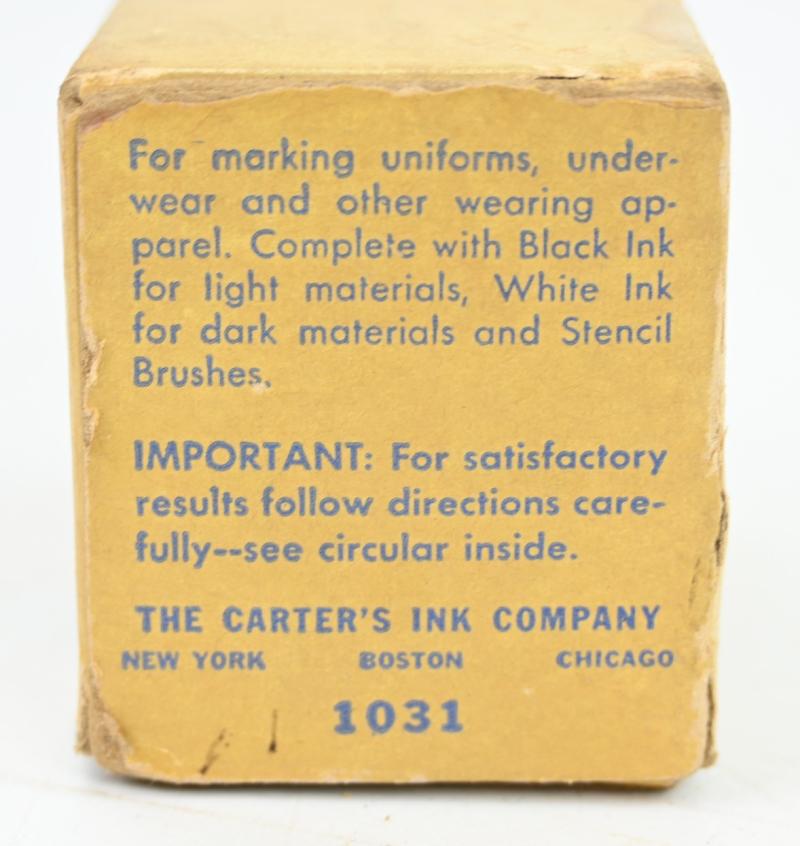 For marking uniforms, under-
wear and other wearing ap-
parel. Complete with Black Ink
for light materials, White Ink
for dark materials and Stencil
Brushes.
IMPORTANT: For satisfactory
results follow directions care-
fully--see circular inside.
THE CARTER'S INK COMPANY
NEW YORK BOSTON CHICAGO
1031